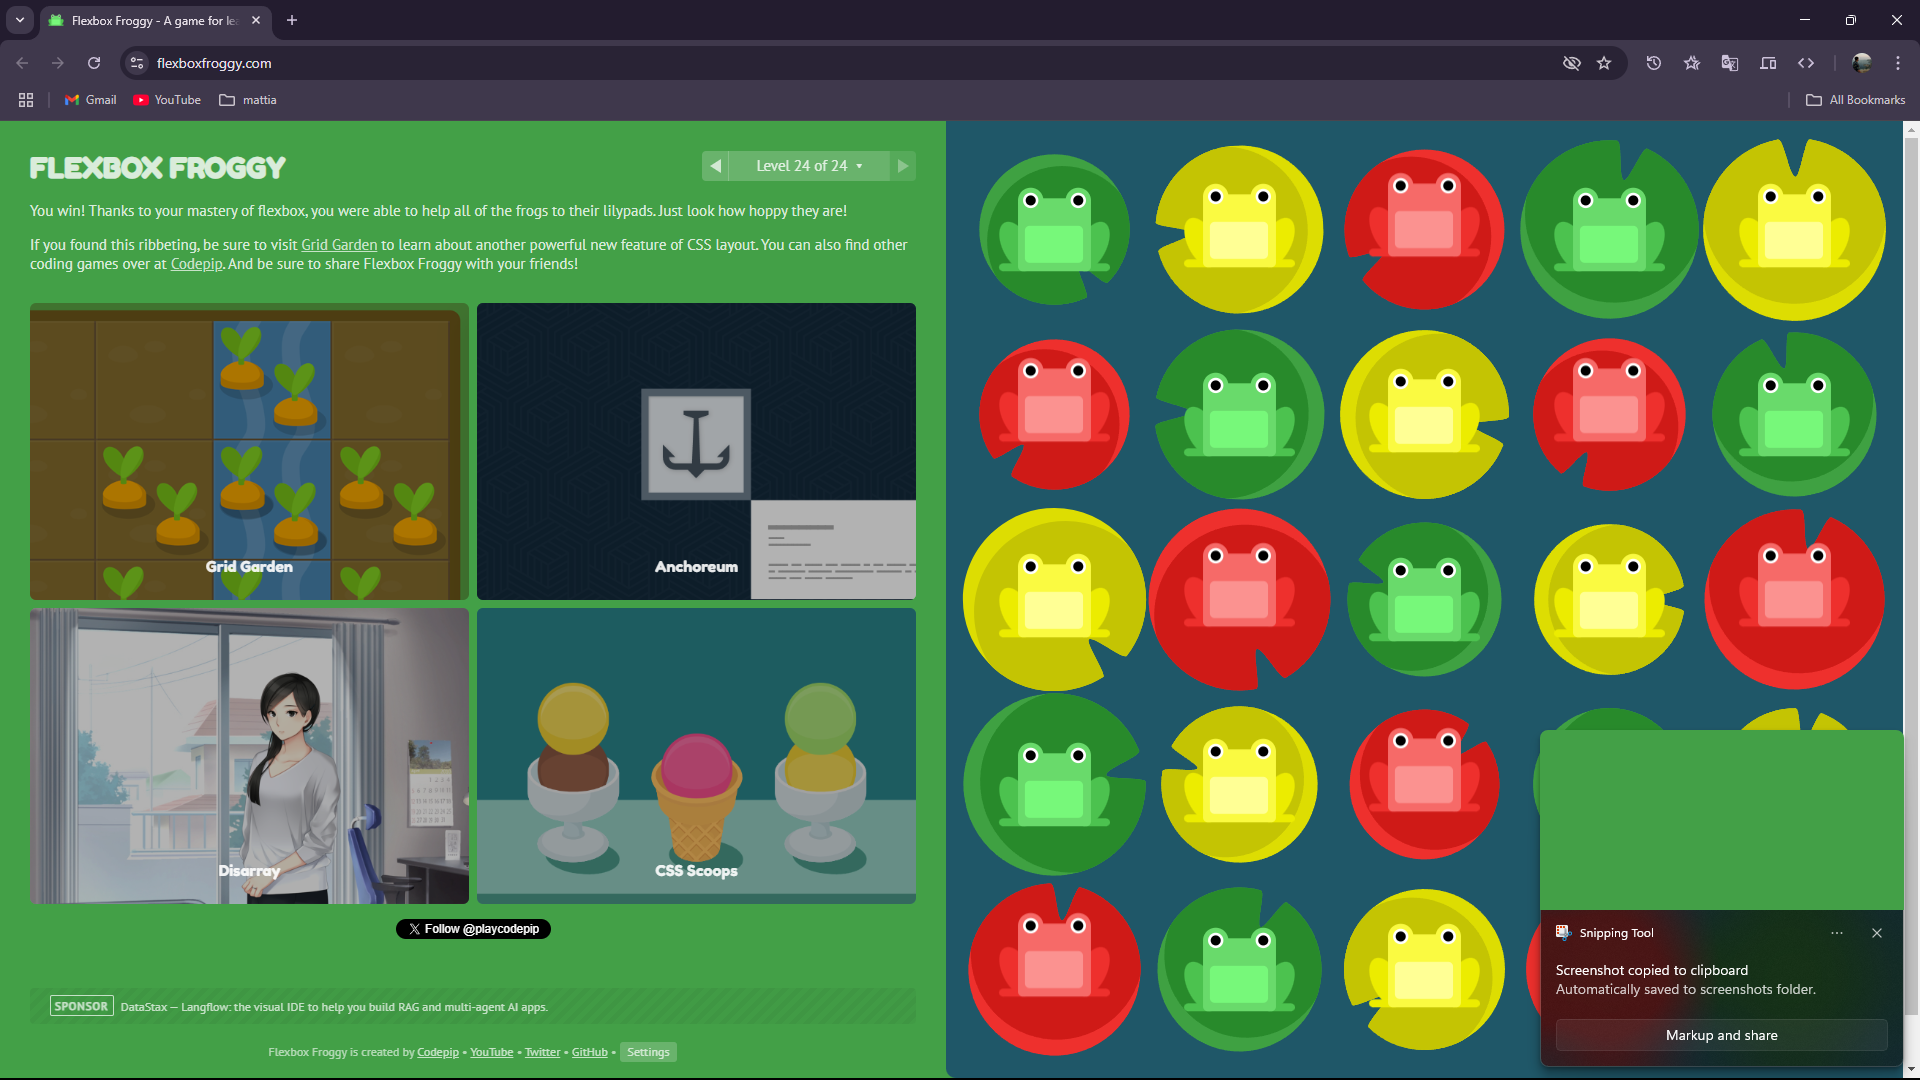 Flexbox Froggy - A game for le
flexboxfroggy.com
Gmail
YouTube
mattia
All Bookmarks
FLEXBOX FROGGY
Level 24 of 24
You win! Thanks to your mastery of flexbox, you were able to help all of the frogs to their lilypads. Just look how hoppy they are!
If you found this ribbeting, be sure to visit Grid Garden to learn about another powerful new feature of CSS layout. You can also find other
coding games over at Codepip. And be sure to share Flexbox Froggy with your friends!
Grid Garden
Anchoreum
Disarray
CSS Scoops
Follow @playcodepip
SPONSOR DataStax — Langflow: the visual IDE to help you build RAG and multi-agent AI apps.
Flexbox Froggy is created by Codepip • YouTube • Twitter • GitHub • Settings
Snipping Tool
Screenshot copied to clipboard
Automatically saved to screenshots folder.
Markup and share